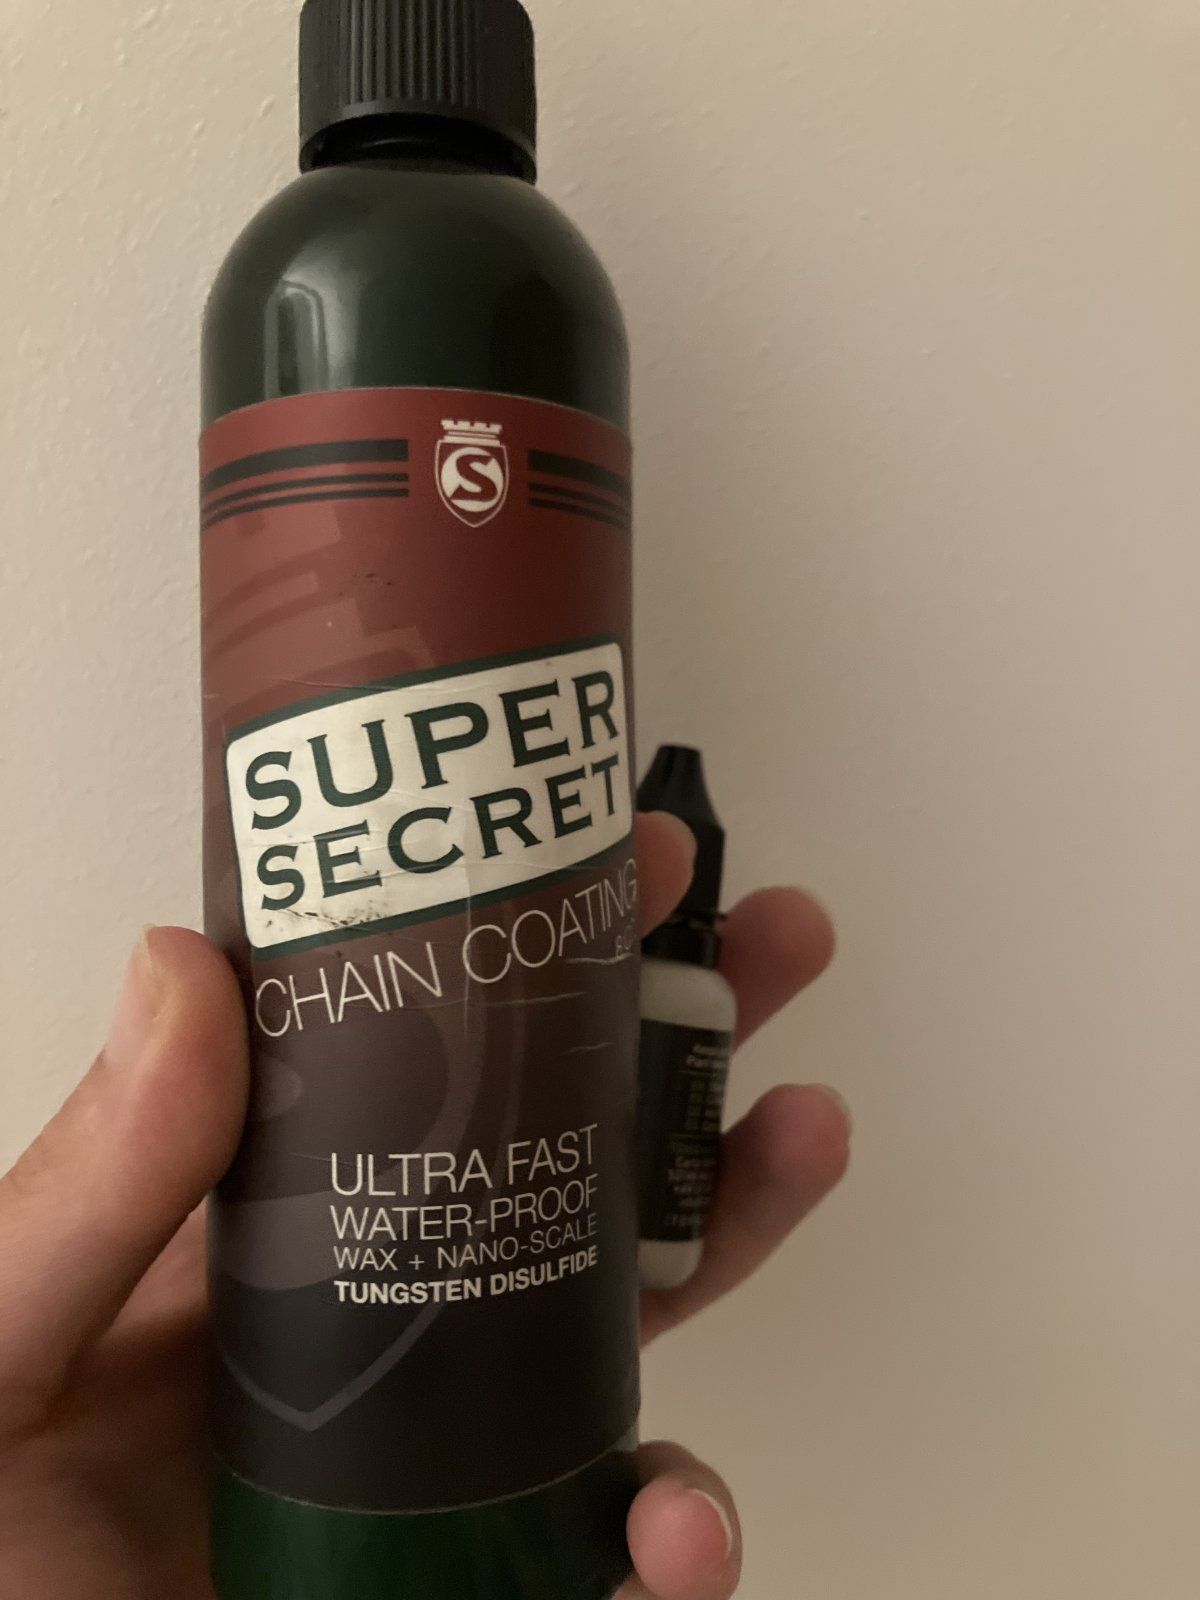 S
SUPER
SECRET
CHAIN COATING
ULTRA FAST
WATER-PROOF
WAX + NANO-SCALE
TUNGSTEN DISULFIDE